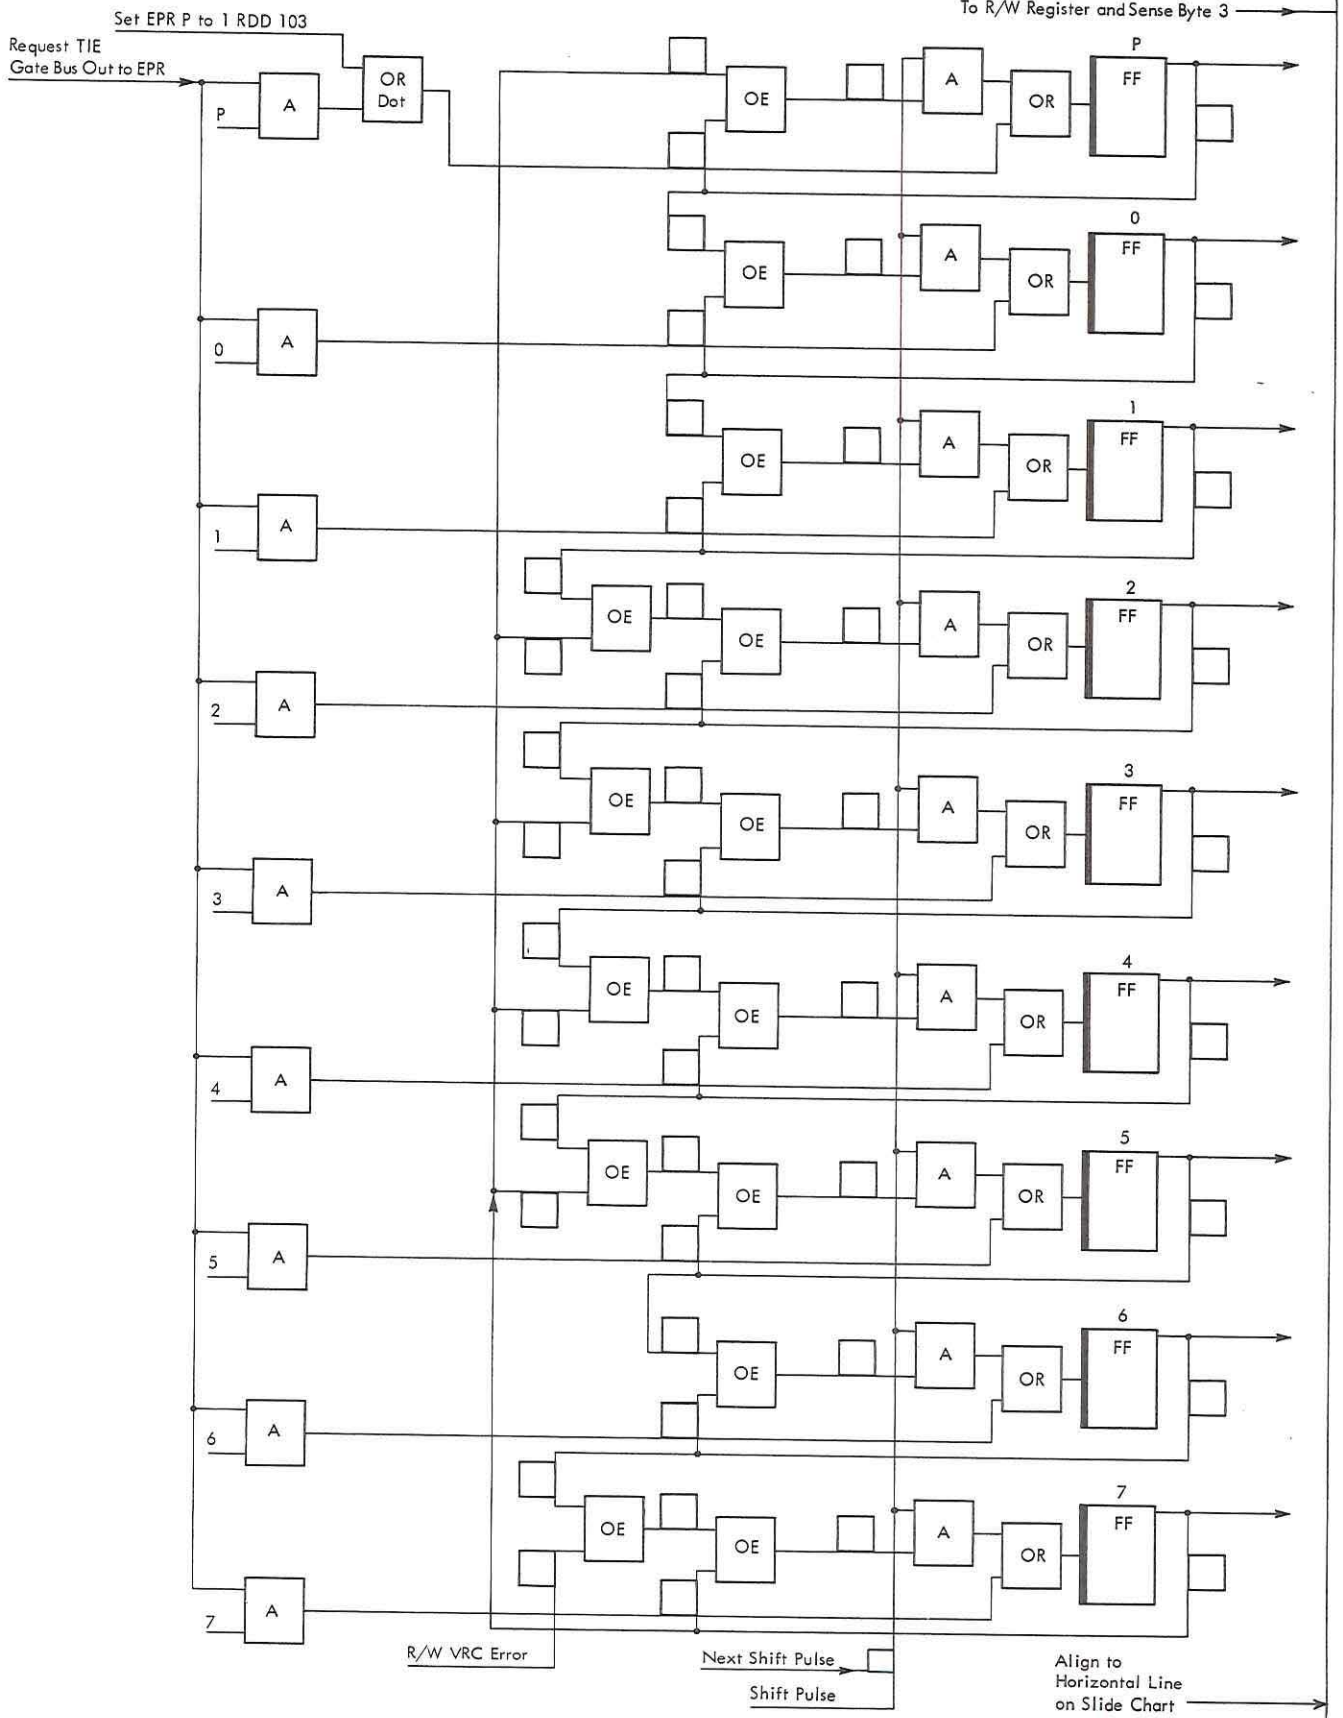 To R/W Register and Sense Byte 3
Set EPR P to 1 RDD 103
Request TIE
Gate Bus Out to EPR
P
A
OR
Dot
OE
A
OR
P
FF
0
A
OE
A
OR
0
FF
1
A
OE
A
OR
1
FF
2
A
OE
OE
A
OR
2
FF
3
A
OE
OE
A
OR
3
FF
4
A
OE
OE
A
OR
4
FF
5
A
OE
OE
A
OR
5
FF
6
A
OE
A
OR
6
FF
7
A
OE
OE
A
OR
7
FF
R/W VRC Error
Next Shift Pulse
Shift Pulse
Align to
Horizontal Line
on Slide Chart